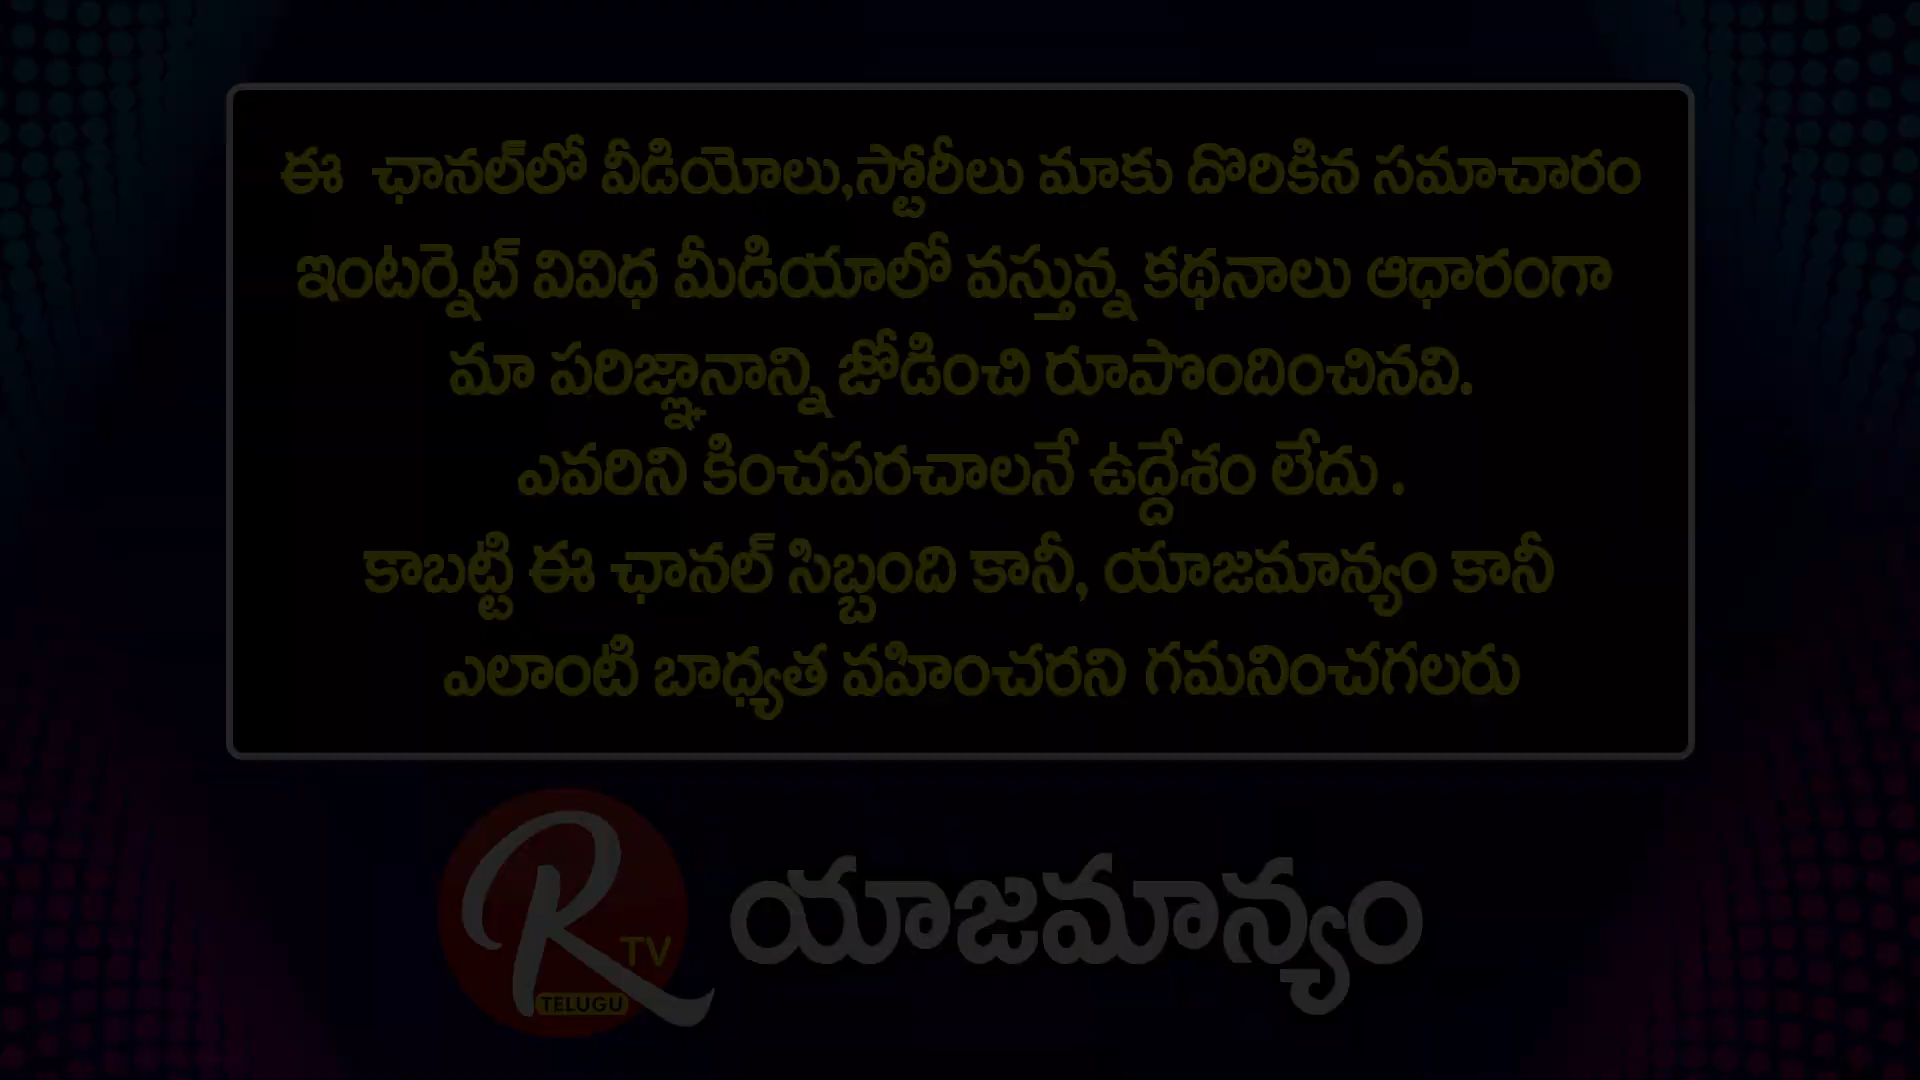 ఈ ఛానల్‌లో వీడియోలు,స్టోరీలు మాకు దొరికిన సమాచారం
ఇంటర్నెట్ వివిధ మీడియాలో వస్తున్న కథనాలు ఆధారంగా
మా పరిజ్ఞానాన్ని జోడించి రూపొందించినవి.
ఎవరిని కించపరచాలనే ఉద్దేశం లేదు .
కాబట్టి ఈ ఛానల్ సిబ్బంది కానీ, యాజమాన్యం కానీ
ఎలాంటి బాధ్యత వహించరని గమనించగలరు
R TV TELUGU
యాజమాన్యం